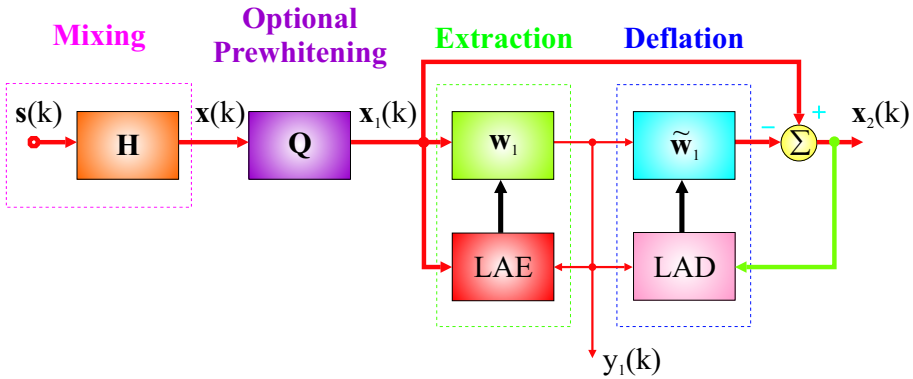 Mixing
Optional
Prewhitening
Extraction
Deflation
s(k)
H
x(k)
Q
x₁(k)
w₁
w̃₁
− + Σ
x₂(k)
LAE
LAD
y₁(k)